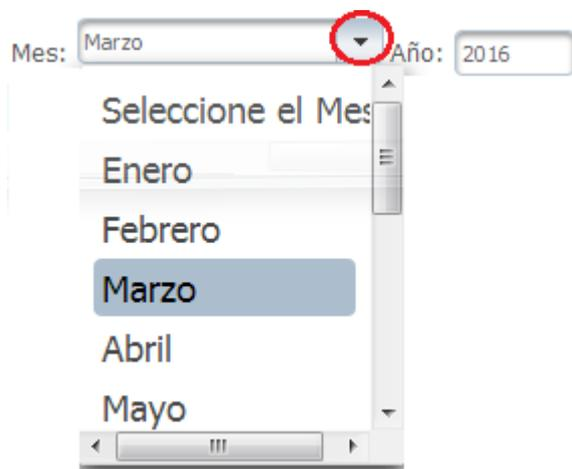 Mes: Marzo Año: 2016
Seleccione el Mes
Enero
Febrero
Marzo
Abril
Mayo